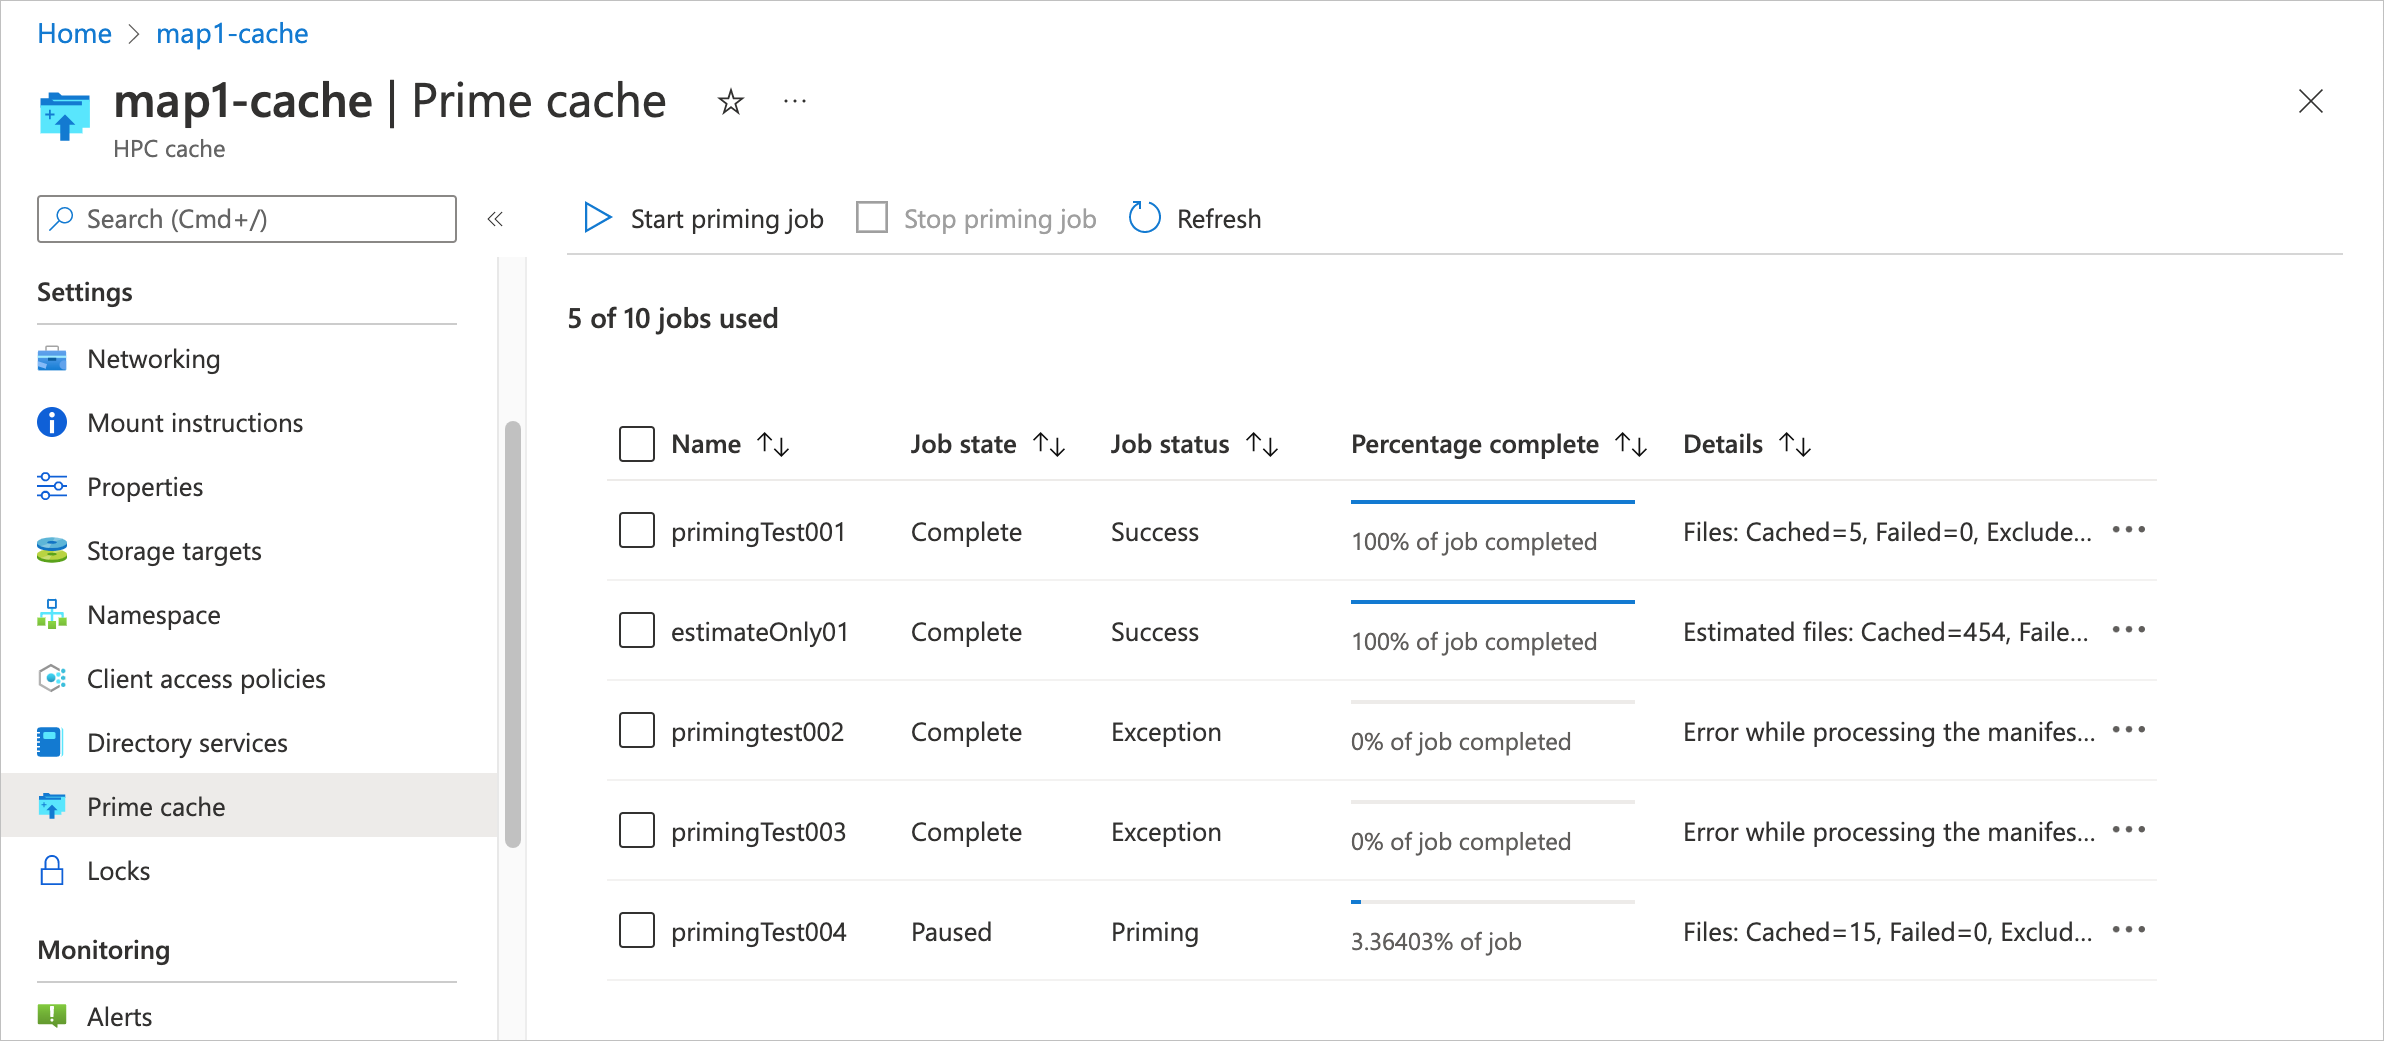 Home > map1-cache
map1-cache | Prime cache
HPC cache
Search (Cmd+/)
Start priming job
Stop priming job
Refresh
Settings
Networking
Mount instructions
Properties
Storage targets
Namespace
Client access policies
Directory services
Prime cache
Locks
Monitoring
Alerts
5 of 10 jobs used
Name Job state Job status Percentage complete Details
primingTest001 Complete Success 100% of job completed Files: Cached=5, Failed=0, Exclude...
estimateOnly01 Complete Success 100% of job completed Estimated files: Cached=454, Faile...
primingtest002 Complete Exception 0% of job completed Error while processing the manifes...
primingTest003 Complete Exception 0% of job completed Error while processing the manifes...
primingTest004 Paused Priming 3.36403% of job Files: Cached=15, Failed=0, Exclud...